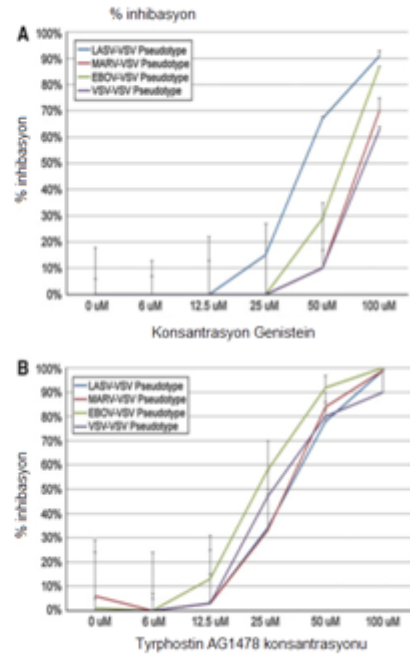 % inhibasyon
A
100%
LASV-VSV Pseudotype
90%
MARV-VSV Pseudotype
80%
EBOV-VSV Pseudotype
VSV-VSV Pseudotype
70%
60%
50%
40%
30%
20%
10%
0%
% inhibasyon
0 uM 6 uM 12.5 uM 25 uM 50 uM 100 uM
Konsantrasyon Genistein
B
100%
LASV-VSV Pseudotype
90%
MARV-VSV Pseudotype
EBOV-VSV Pseudotype
80%
VSV-VSV Pseudotype
70%
60%
50%
40%
30%
20%
10%
0%
% inhibasyon
0 uM 6 uM 12.5 uM 25 uM 50 uM 100 uM
Tyrphostin AG1478 konsantrasyonu